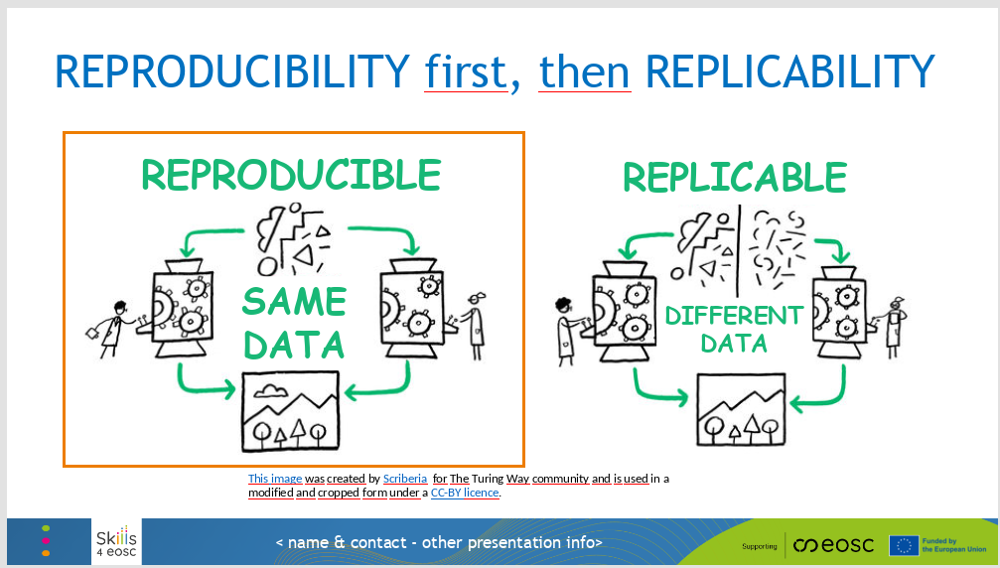 REPRODUCIBILITY first, then REPLICABILITY
REPRODUCIBLE
SAME
DATA
REPLICABLE
DIFFERENT
DATA
This image was created by Scriberia for The Turing Way community and is used in a
modified and cropped form under a CC-BY licence.
Skills
4 eosc
< name & contact - other presentation info>
Supporting
eosc
Funded by
the European Union